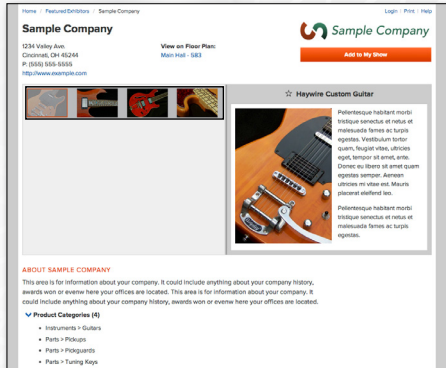 Home / Featured Exhibitors / Sample Company
Login | Print | Help
Sample Company
1234 Valley Ave.
Cincinnati, OH 45244
P: (555) 555-5555
http://www.example.com
View on Floor Plan:
Main Hall - 583
Sample Company
Add to My Show
☆ Haywire Custom Guitar
Pellentesque habitant morbi
tristique senectus et netus et
malesuada fames ac turpis
egestas. Vestibulum tortor
quam, feugiat vitae, ultricies
eget, tempor sit amet, ante.
Donec eu libero sit amet quam
egestas semper. Aenean
ultricies mi vitae est. Mauris
placerat eleifend leo.
Pellentesque habitant morbi
tristique senectus et netus et
malesuada fames ac turpis
egestas.
ABOUT SAMPLE COMPANY
This area is for information about your company. It could include anything about your company history,
awards won or evenw here your offices are located. This area is for information about your company. It
could include anything about your company history, awards won or evenw here your offices are located.
Product Categories (4)
• Instruments > Guitars
• Parts > Pickups
• Parts > Pickguards
• Parts > Tuning Keys